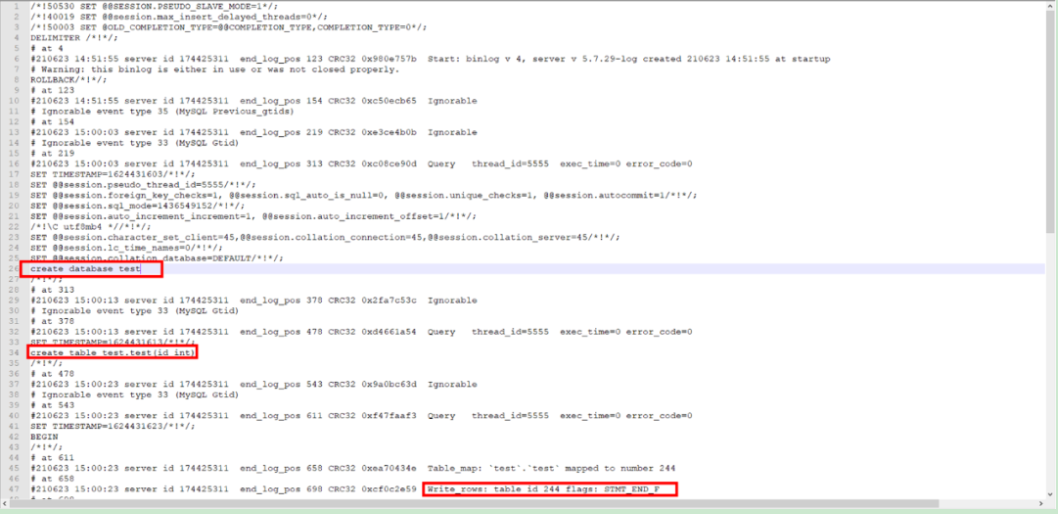 1 /*!50530 SET @@SESSION.PSEUDO_SLAVE_MODE=1*/;
2 /*!40019 SET @@session.max_insert_delayed_threads=0*/;
3 /*!50003 SET @OLD_COMPLETION_TYPE=@@COMPLETION_TYPE,COMPLETION_TYPE=0*/;
4 DELIMITER /*!*/;
5 # at 4
6 #210623 14:51:55 server id 174425311 end_log_pos 123 CRC32 0x980e757b Start: binlog v 4, server v 5.7.29-log created 210623 14:51:55 at startup
7 # Warning: this binlog is either in use or was not closed properly.
8 ROLLBACK/*!*/;
9 # at 123
10 #210623 14:51:55 server id 174425311 end_log_pos 154 CRC32 0xc50ecb65 Ignorable
11 # Ignorable event type 35 (MySQL Previous_gtids)
12 # at 154
13 #210623 15:00:03 server id 174425311 end_log_pos 219 CRC32 0xe3ce4b0b Ignorable
14 # Ignorable event type 33 (MySQL Gtid)
15 # at 219
16 #210623 15:00:03 server id 174425311 end_log_pos 313 CRC32 0xc08ce90d Query thread_id=5555 exec_time=0 error_code=0
17 SET TIMESTAMP=1624431603/*!*/;
18 SET @@session.pseudo_thread_id=5555/*!*/;
19 SET @@session.foreign_key_checks=1, @@session.sql_auto_is_null=0, @@session.unique_checks=1, @@session.autocommit=1/*!*/;
20 SET @@session.sql_mode=1436549152/*!*/;
21 SET @@session.auto_increment_increment=1, @@session.auto_increment_offset=1/*!*/;
22 /*!\C utf8mb4 *//*!*/;
23 SET @@session.character_set_client=45,@@session.collation_connection=45,@@session.collation_server=45/*!*/;
24 SET @@session.lc_time_names=0/*!*/;
25 SET @@session.collation_database=DEFAULT/*!*/;
26 create database test
27 /*!*/;
28 # at 313
29 #210623 15:00:13 server id 174425311 end_log_pos 378 CRC32 0x2fa7c53c Ignorable
30 # Ignorable event type 33 (MySQL Gtid)
31 # at 378
32 #210623 15:00:13 server id 174425311 end_log_pos 478 CRC32 0xd4661a54 Query thread_id=5555 exec_time=0 error_code=0
33 SET TIMESTAMP=1624431613/*!*/;
34 create table test.test(id int)
35 /*!*/;
36 # at 478
37 #210623 15:00:23 server id 174425311 end_log_pos 543 CRC32 0x9a0bc63d Ignorable
38 # Ignorable event type 33 (MySQL Gtid)
39 # at 543
40 #210623 15:00:23 server id 174425311 end_log_pos 611 CRC32 0xf47faaf3 Query thread_id=5555 exec_time=0 error_code=0
41 SET TIMESTAMP=1624431623/*!*/;
42 BEGIN
43 /*!*/;
44 # at 611
45 #210623 15:00:23 server id 174425311 end_log_pos 658 CRC32 0xea70434e Table_map: `test`.`test` mapped to number 244
46 # at 658
47 #210623 15:00:23 server id 174425311 end_log_pos 698 CRC32 0xcf0c2e59 Write_rows: table id 244 flags: STMT_END_F